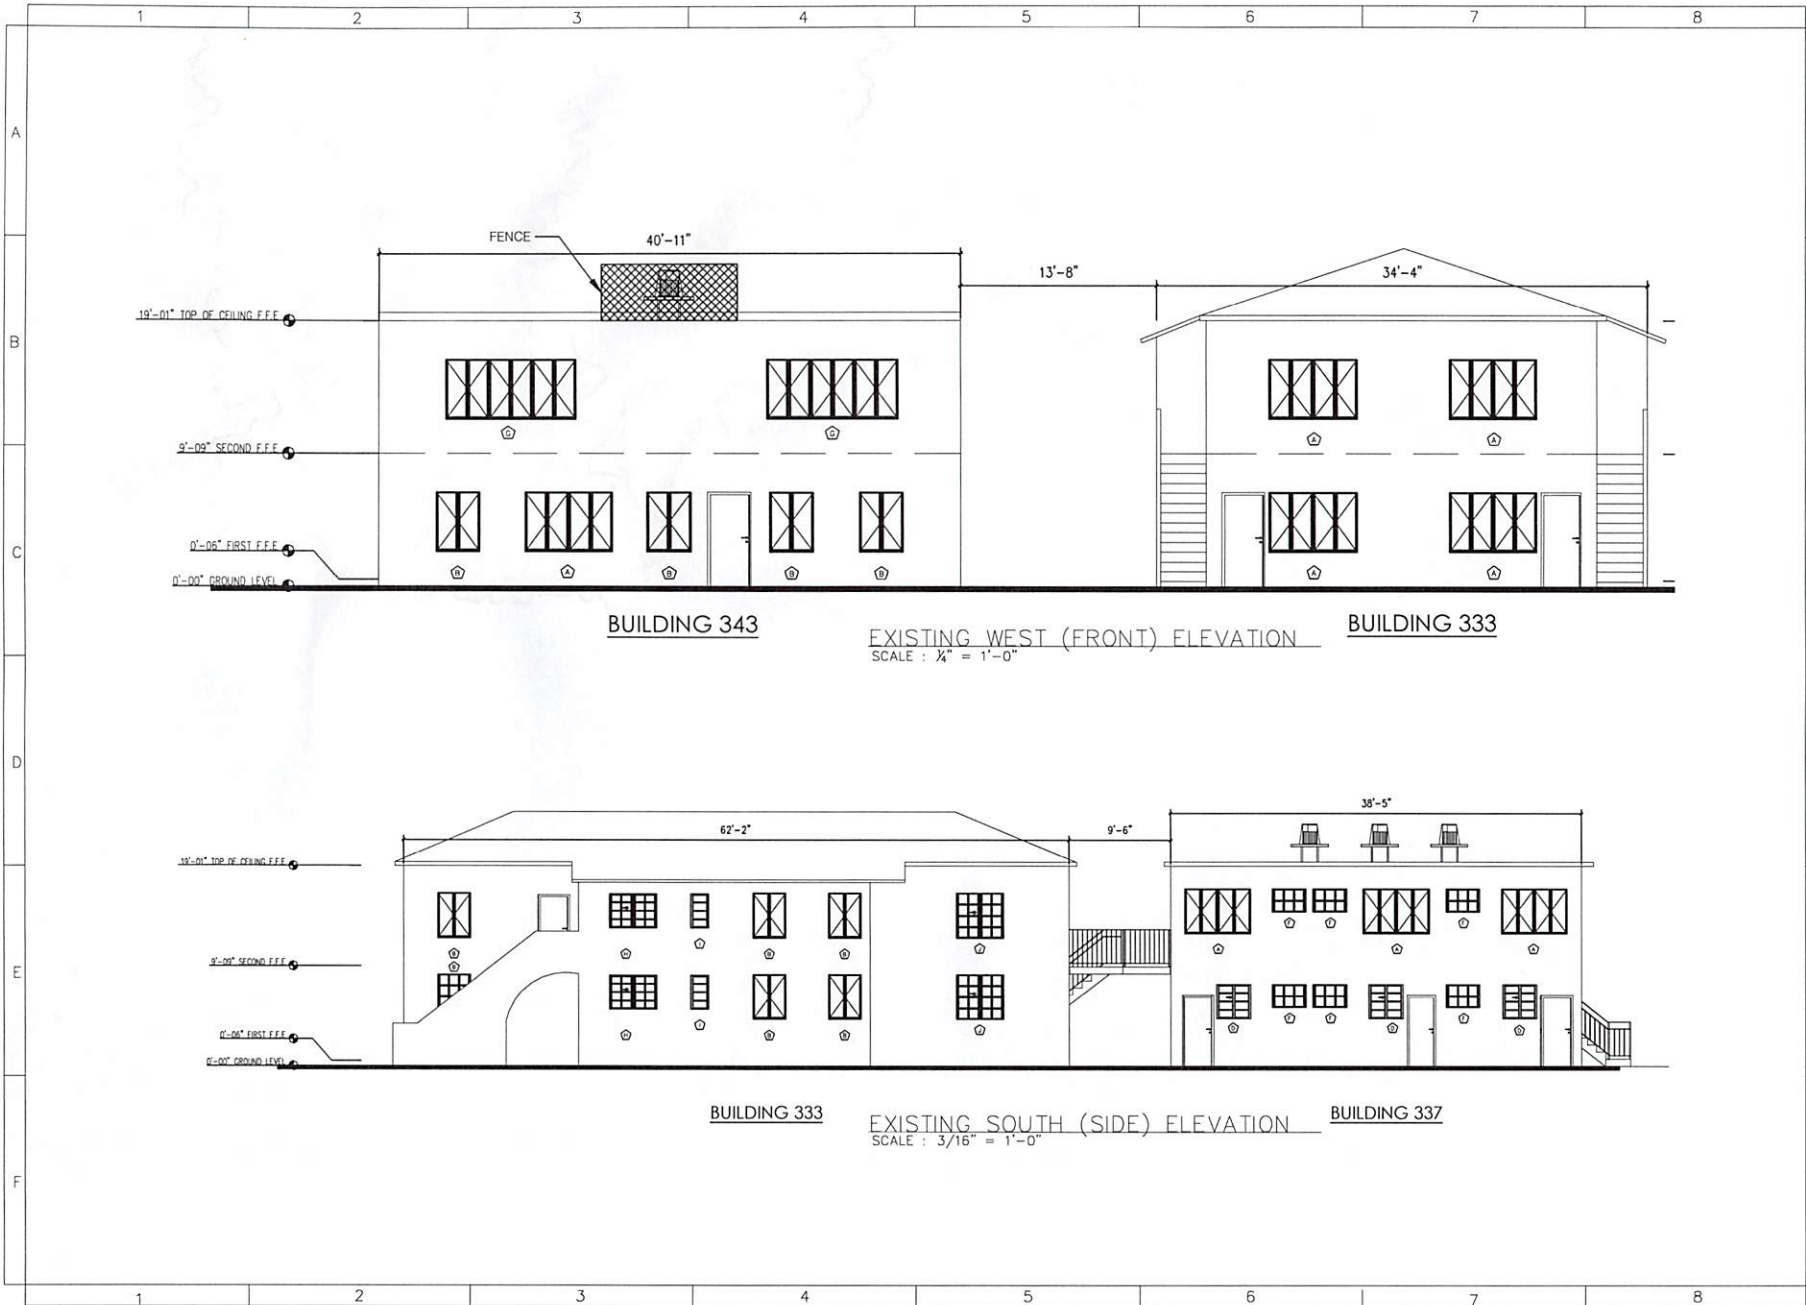 1 2 3 4 5 6 7 8
A
FENCE
40'-11"
13'-8"
34'-4"
19'-01" TOP OF CEILING F.F.E
B
G G A A
9'-09" SECOND F.F.E
C
0'-06" FIRST F.F.E
B A B B B A A
0'-00" GROUND LEVEL
BUILDING 343
BUILDING 333
EXISTING WEST (FRONT) ELEVATION
SCALE : ¼" = 1'-0"
D
62'-2"
9'-6"
38'-5"
19'-01" TOP OF CEILING F.F.E
F F F
I
B H B B J A A A
9'-09" SECOND F.F.E
B
E
F F F
I
D D D
0'-06" FIRST F.F.E
H B B J
0'-00" GROUND LEVEL
BUILDING 333
BUILDING 337
EXISTING SOUTH (SIDE) ELEVATION
SCALE : 3/16" = 1'-0"
F
1 2 3 4 5 6 7 8